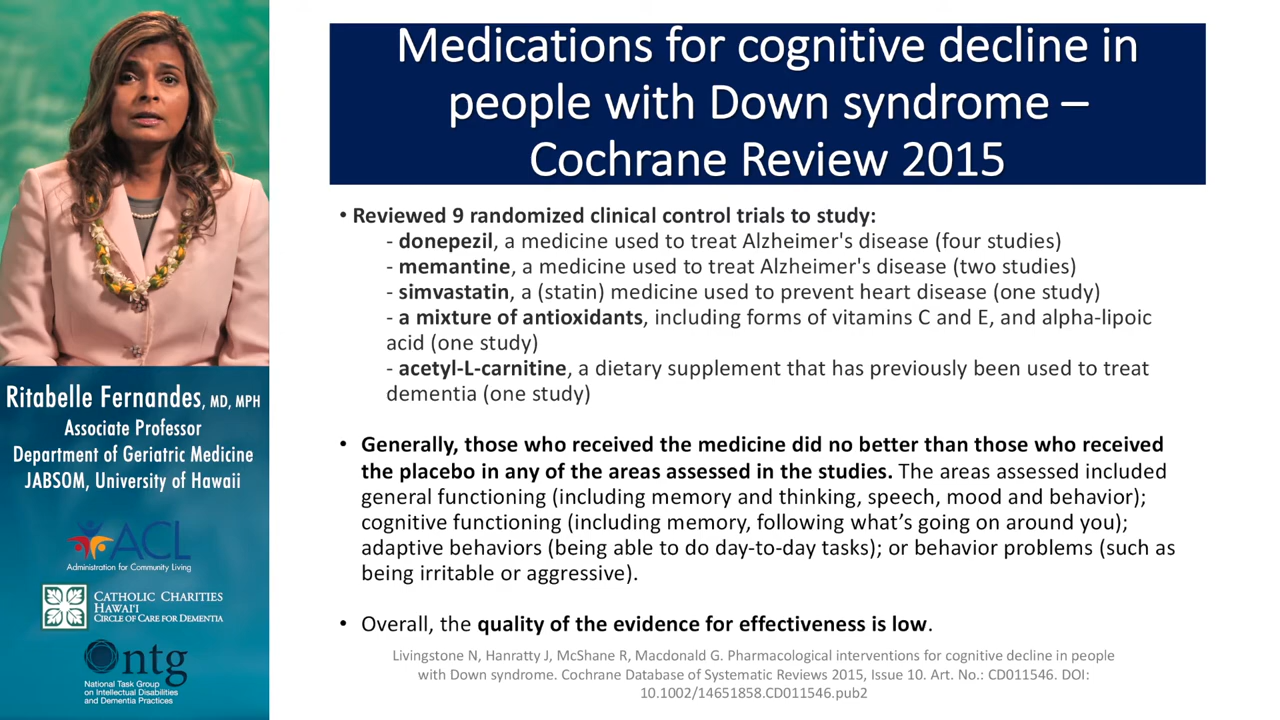 Medications for cognitive decline in
people with Down syndrome –
Cochrane Review 2015
• Reviewed 9 randomized clinical control trials to study:
- donepezil, a medicine used to treat Alzheimer's disease (four studies)
- memantine, a medicine used to treat Alzheimer's disease (two studies)
- simvastatin, a (statin) medicine used to prevent heart disease (one study)
- a mixture of antioxidants, including forms of vitamins C and E, and alpha-lipoic
acid (one study)
- acetyl-L-carnitine, a dietary supplement that has previously been used to treat
dementia (one study)
• Generally, those who received the medicine did no better than those who received
the placebo in any of the areas assessed in the studies. The areas assessed included
general functioning (including memory and thinking, speech, mood and behavior);
cognitive functioning (including memory, following what’s going on around you);
adaptive behaviors (being able to do day-to-day tasks); or behavior problems (such as
being irritable or aggressive).
• Overall, the quality of the evidence for effectiveness is low.
Livingstone N, Hanratty J, McShane R, Macdonald G. Pharmacological interventions for cognitive decline in people
with Down syndrome. Cochrane Database of Systematic Reviews 2015, Issue 10. Art. No.: CD011546. DOI:
10.1002/14651858.CD011546.pub2
Ritabelle Fernandes, MD, MPH
Associate Professor
Department of Geriatric Medicine
JABSOM, University of Hawaii
ACL
Administration for Community Living
CATHOLIC CHARITIES
HAWAI‘I
CIRCLE OF CARE FOR DEMENTIA
ntg
National Task Group
on Intellectual Disabilities
and Dementia Practices